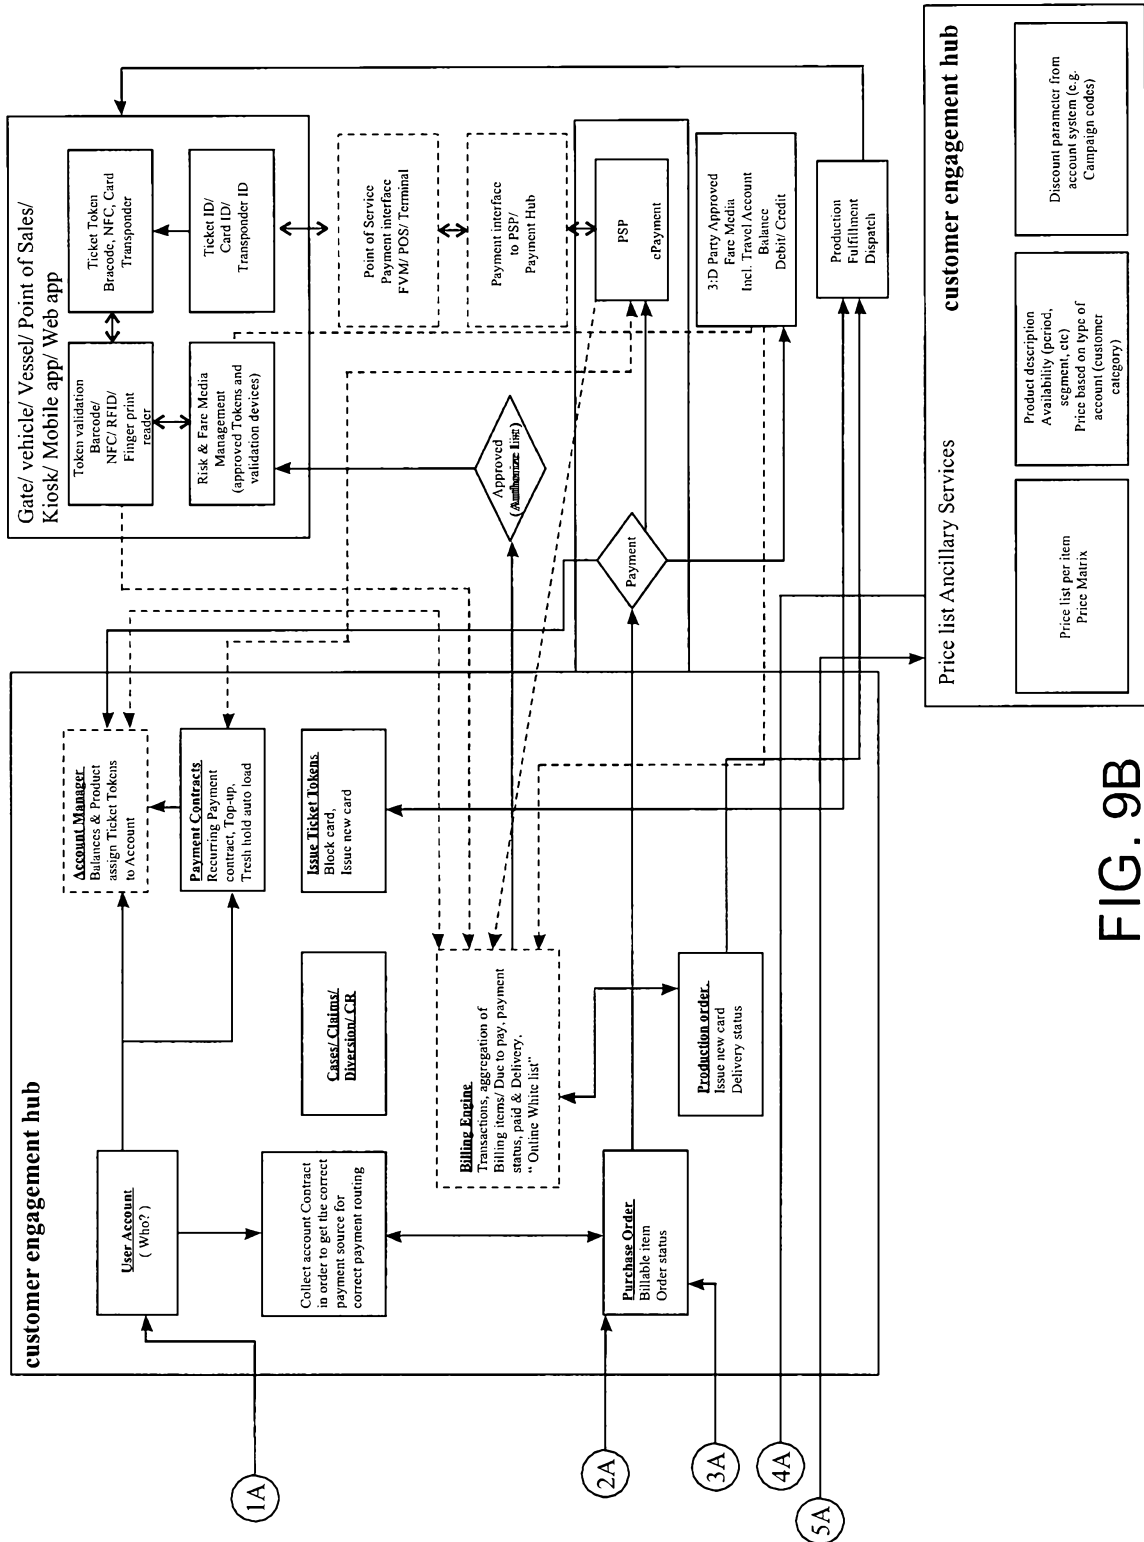 customer engagement hub
User Account
( Who? )
Collect account Contract
in order to get the correct
payment source for
correct payment routing
Purchase Order
Billable item
Order status
Cases/ Claims/
Diversion/ CR
Billing Engine
Transactions, aggregation of
Billing items/ Due to pay, payment
status, paid & Delivery,
“ Online White list”
Production order.
Issue new card
Delivery status
Account Manager
Balances & Product
assign Ticket Tokens
to Account
Payment Contracts
Recurring Payment
contract, Top-up,
Tresh hold auto load
Issue Ticket Tokens
Block card,
Issue new card
Gate/ vehicle/ Vessel/ Point of Sales/
Kiosk/ Mobile app/ Web app
Token validation
Barcode/
NFC/ RFID/
Finger print
reader
Ticket Token
Bracode, NFC, Card
Transponder
Risk & Fare Media
Management
(approved Tokens and
validation devices)
Ticket ID/
Card ID/
Transponder ID
Point of Service
Payment interface
FVM/ POS/ Terminal
Payment interface
to PSP/
Payment Hub
Approved
List)
Payment
PSP
ePayment
3:D Party Approved
Fare Media
Incl. Travel Account
Balance
Debit/ Credit
Production
Fulfillment
Dispatch
1A
2A
3A
4A
5A
Price list Ancillary Services
customer engagement hub
Price list per item
Price Matrix
Product description
Availability (period,
segment, etc)
Price based on type of
account (customer
category)
Discount parameter from
account system (e.g.
Campaign codes)
FIG. 9B